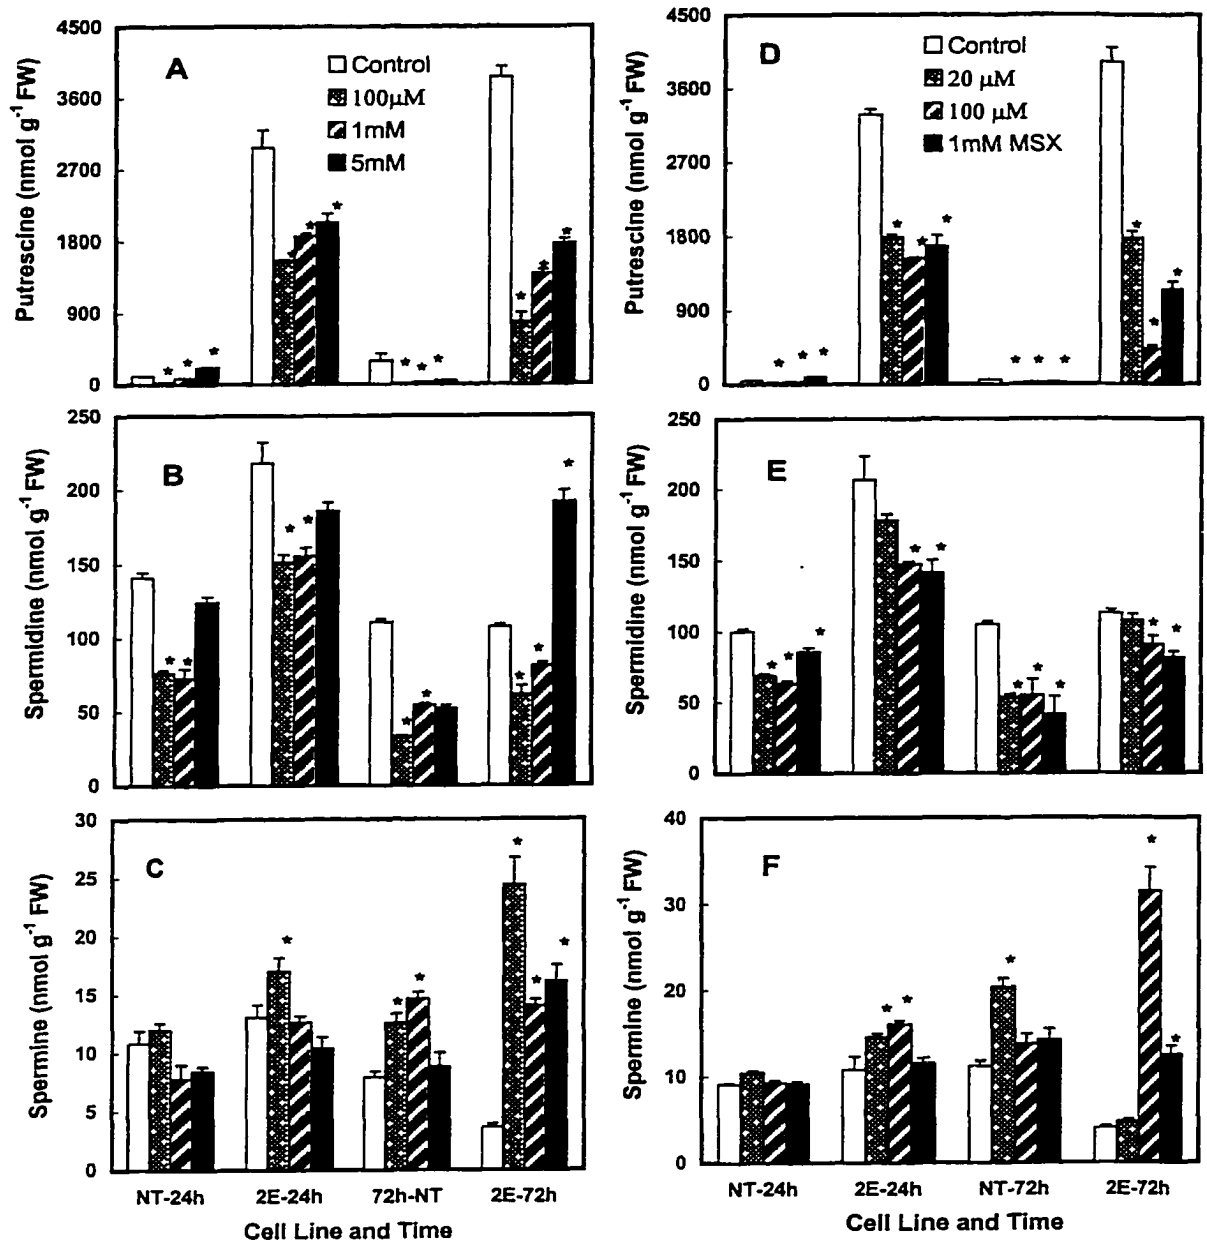 A
Control
100µM
1mM
5mM
Putrescine (nmol g-1 FW)
4500
3600
2700
1800
900
0
* * * * * * * * * * * *
D
Control
20 µM
100 µM
1mM MSX
Putrescine (nmol g-1 FW)
4500
3600
2700
1800
900
0
* * * * * * * * * * * *
B
Spermidine (nmol g-1 FW)
250
200
150
100
50
0
* * * * * * * * *
E
Spermidine (nmol g-1 FW)
250
200
150
100
50
0
* * * * * * * * * *
C
Spermine (nmol g-1 FW)
30
25
20
15
10
5
0
* * * * * *
NT-24h 2E-24h 72h-NT 2E-72h
Cell Line and Time
F
Spermine (nmol g-1 FW)
40
30
20
10
0
* * * * *
NT-24h 2E-24h NT-72h 2E-72h
Cell Line and Time